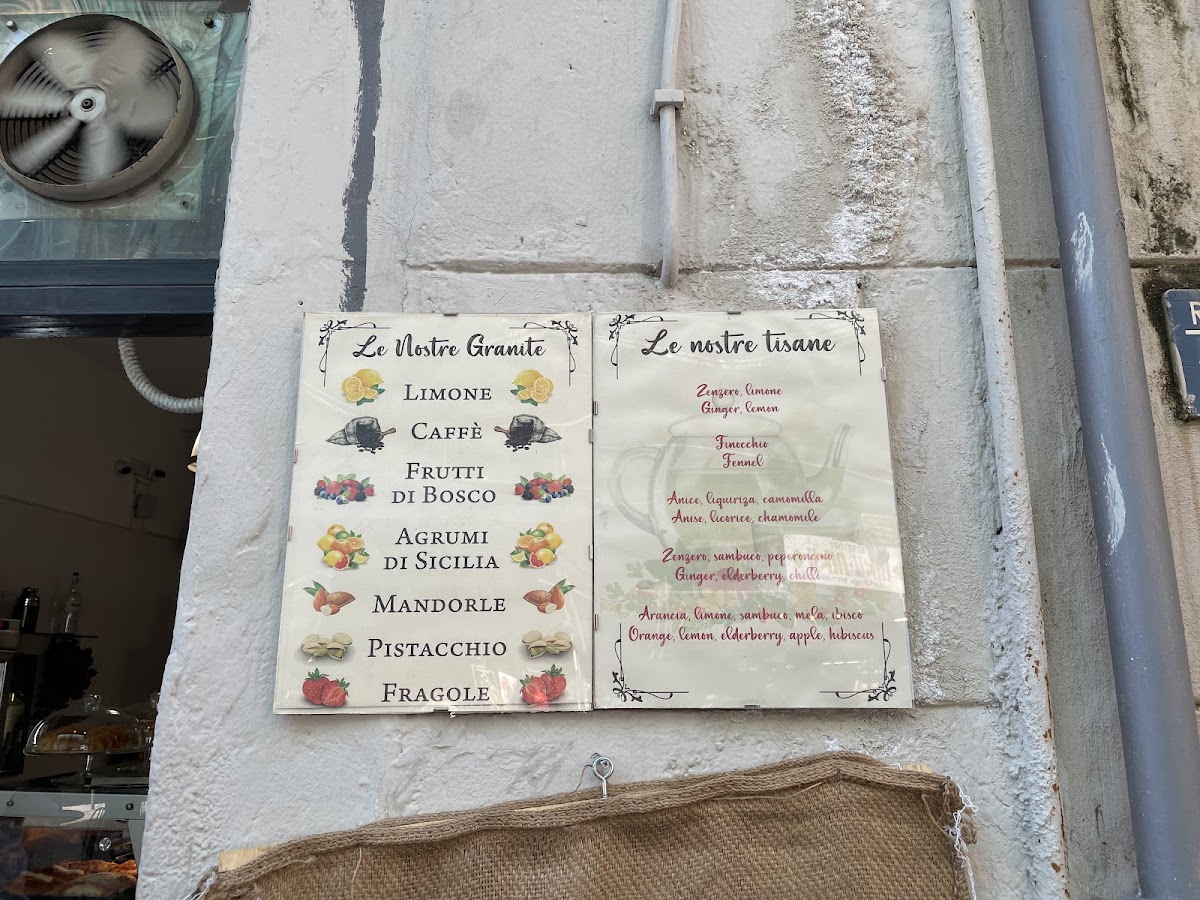 Le Nostre Granite
LIMONE
CAFFÈ
FRUTTI
DI BOSCO
AGRUMI
DI SICILIA
MANDORLE
PISTACCHIO
FRAGOLE
Le nostre tisane
Zenzero, limone
Ginger, lemon
Finocchio
Fennel
Anice, liquiriza, camomilla
Anise, licorice, chamomile
Zenzero, sambuco, peperoncino
Ginger, elderberry, chilli
Arancia, limone, sambuco, mela, ibisco
Orange, lemon, elderberry, apple, hibiscus